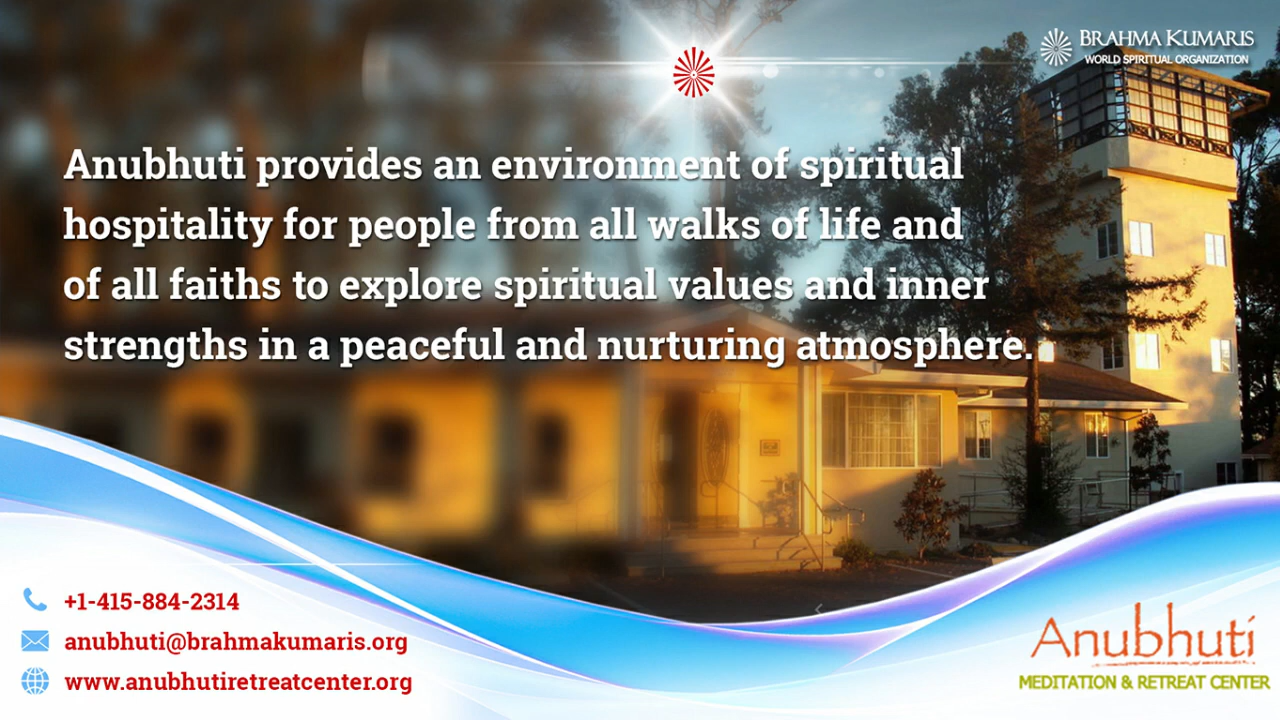 BRAHMA KUMARIS
WORLD SPIRITUAL ORGANIZATION
Anubhuti provides an environment of spiritual
hospitality for people from all walks of life and
of all faiths to explore spiritual values and inner
strengths in a peaceful and nurturing atmosphere.
+1-415-884-2314
anubhuti@brahmakumaris.org
www.anubhutiretreatcenter.org
Anubhuti
MEDITATION & RETREAT CENTER